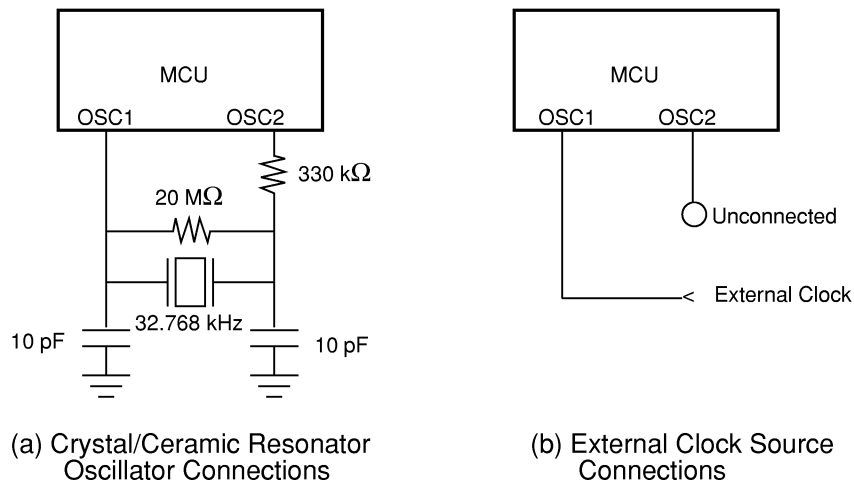 MCU
OSC1
OSC2
330 kΩ
20 MΩ
32.768 kHz
10 pF
10 pF
(a) Crystal/Ceramic Resonator
Oscillator Connections
MCU
OSC1
OSC2
Unconnected
External Clock
(b) External Clock Source
Connections